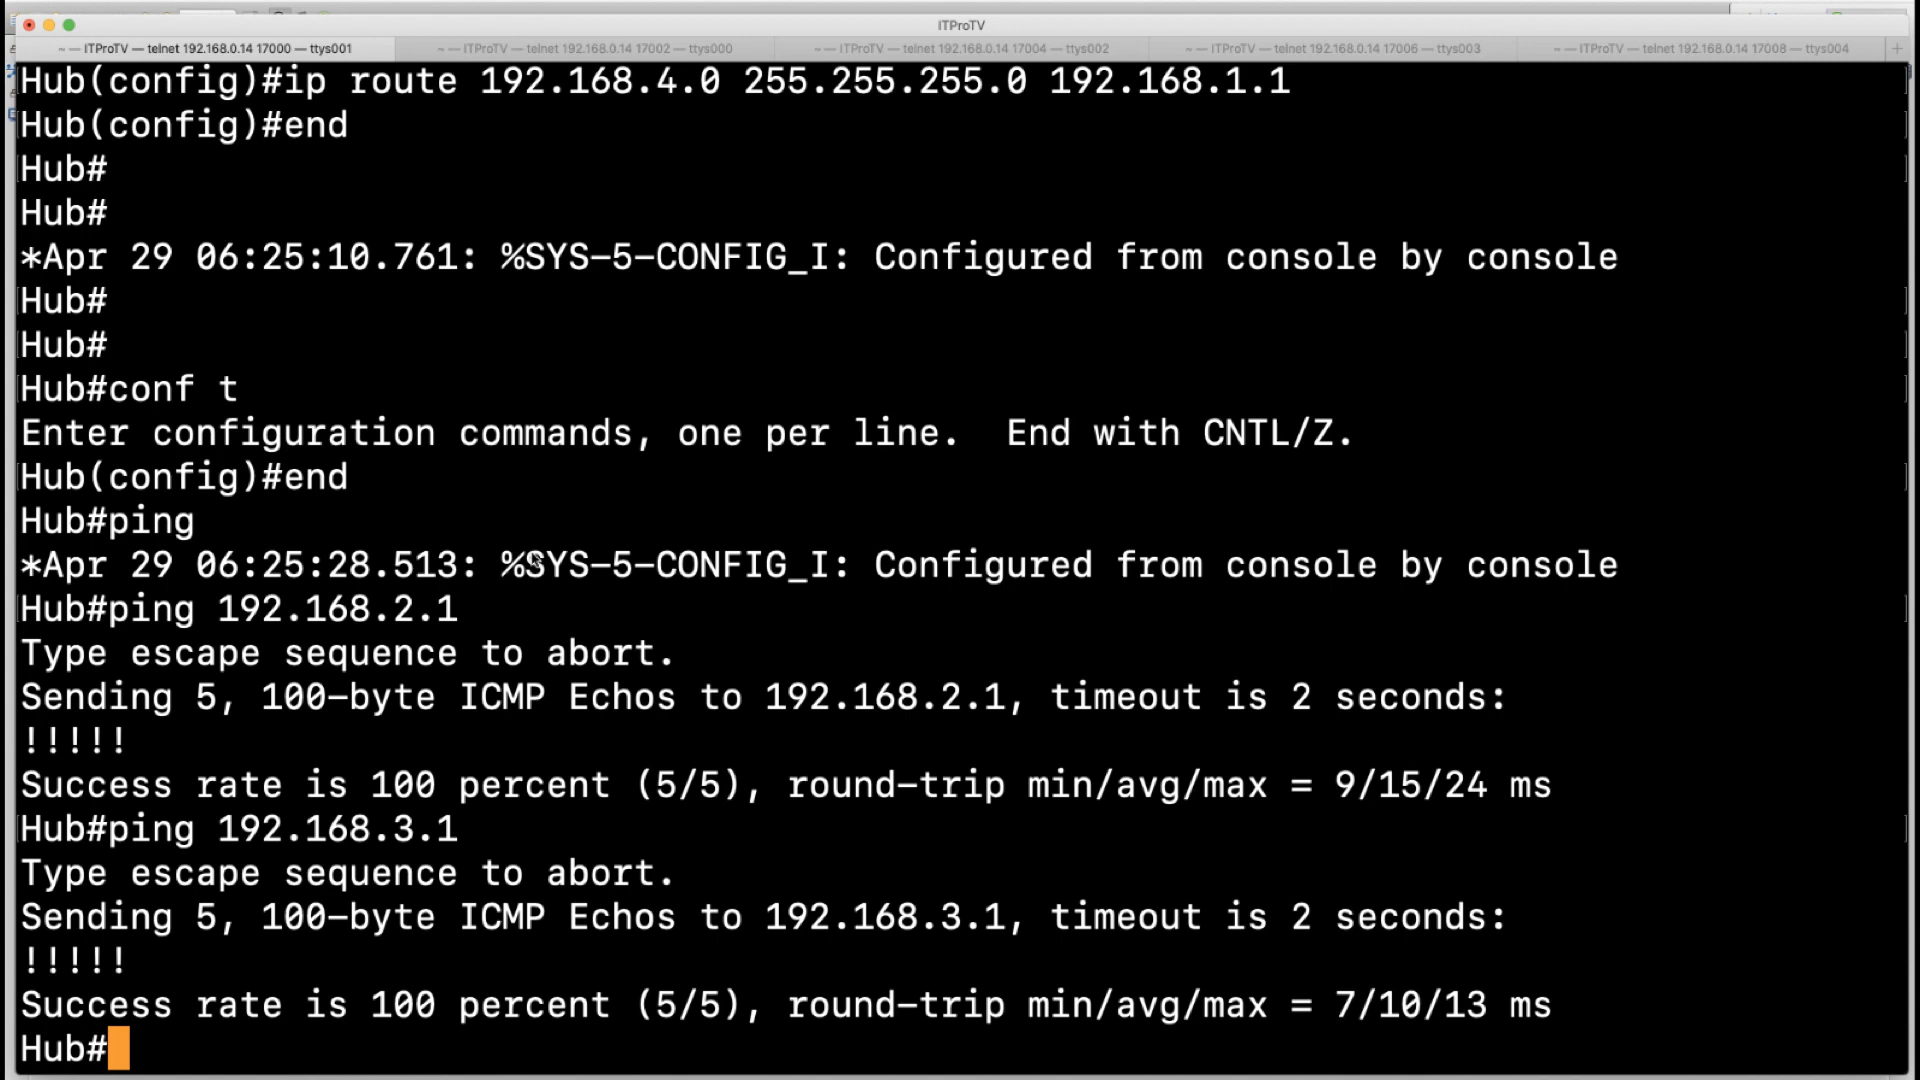 ITProTV
~ — ITProTV — telnet 192.168.0.14 17000 — ttys001
~ — ITProTV — telnet 192.168.0.14 17002 — ttys000
~ — ITProTV — telnet 192.168.0.14 17004 — ttys002
~ — ITProTV — telnet 192.168.0.14 17006 — ttys003
~ — ITProTV — telnet 192.168.0.14 17008 — ttys004
Hub(config)#ip route 192.168.4.0 255.255.255.0 192.168.1.1
Hub(config)#end
Hub#
Hub#
*Apr 29 06:25:10.761: %SYS-5-CONFIG_I: Configured from console by console
Hub#
Hub#
Hub#conf t
Enter configuration commands, one per line.  End with CNTL/Z.
Hub(config)#end
Hub#ping
*Apr 29 06:25:28.513: %SYS-5-CONFIG_I: Configured from console by console
Hub#ping 192.168.2.1
Type escape sequence to abort.
Sending 5, 100-byte ICMP Echos to 192.168.2.1, timeout is 2 seconds:
!!!!!
Success rate is 100 percent (5/5), round-trip min/avg/max = 9/15/24 ms
Hub#ping 192.168.3.1
Type escape sequence to abort.
Sending 5, 100-byte ICMP Echos to 192.168.3.1, timeout is 2 seconds:
!!!!!
Success rate is 100 percent (5/5), round-trip min/avg/max = 7/10/13 ms
Hub#